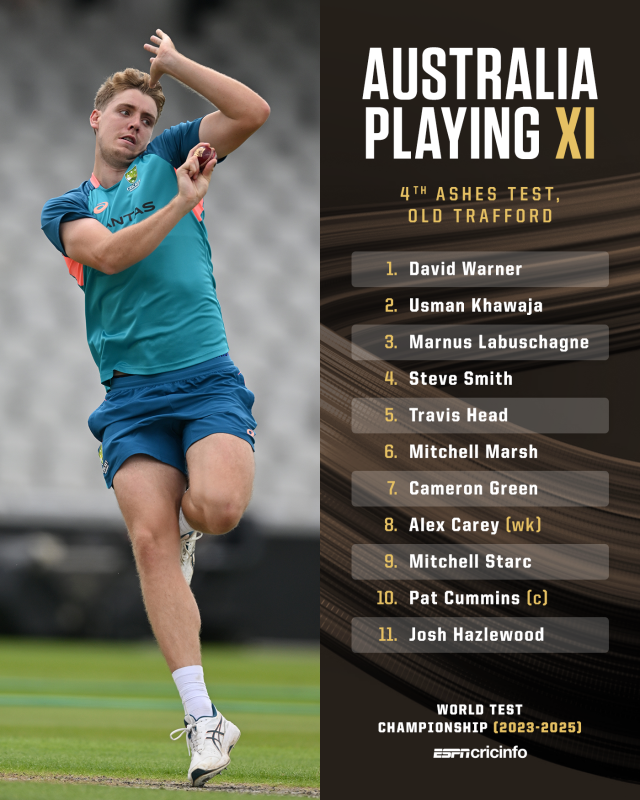 AUSTRALIA
PLAYING XI
4TH ASHES TEST,
OLD TRAFFORD
1. David Warner
2. Usman Khawaja
3. Marnus Labuschagne
4. Steve Smith
5. Travis Head
6. Mitchell Marsh
7. Cameron Green
8. Alex Carey (wk)
9. Mitchell Starc
10. Pat Cummins (c)
11. Josh Hazlewood
WORLD TEST
CHAMPIONSHIP (2023-2025)
ESPNcricinfo